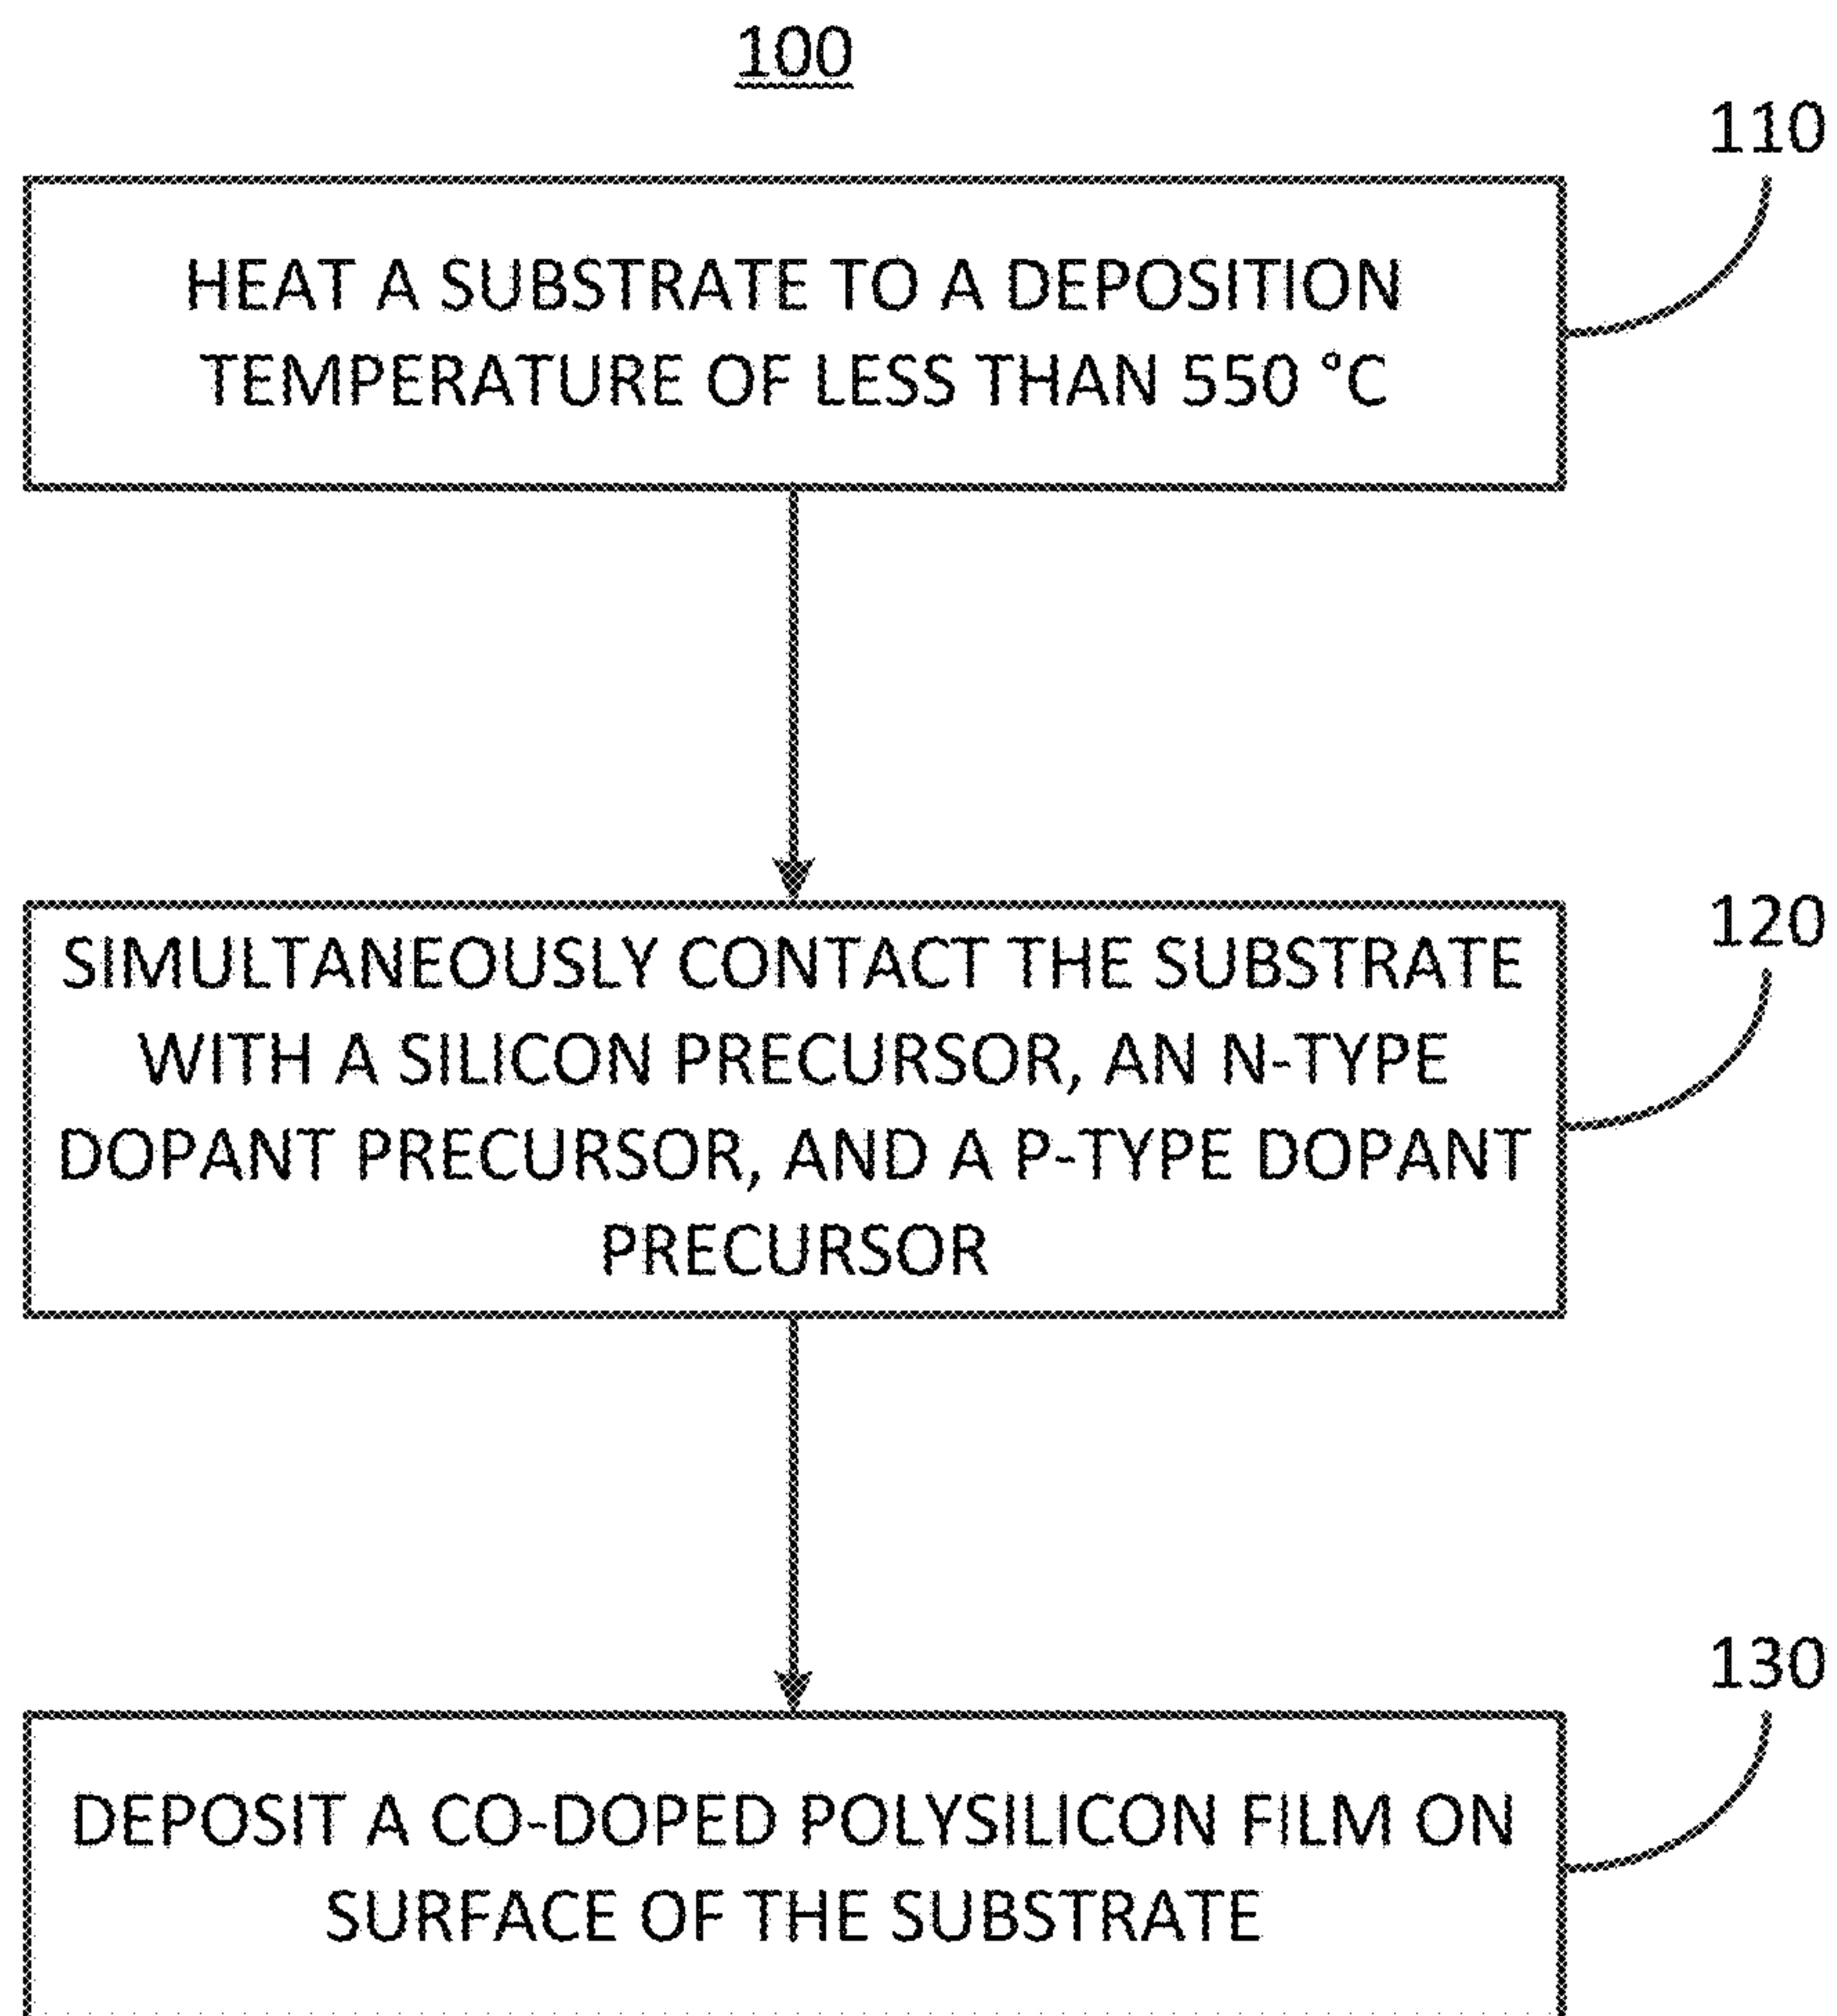 100
110
HEAT A SUBSTRATE TO A DEPOSITION
TEMPERATURE OF LESS THAN 550 °C
120
SIMULTANEOUSLY CONTACT THE SUBSTRATE
WITH A SILICON PRECURSOR, AN N-TYPE
DOPANT PRECURSOR, AND A P-TYPE DOPANT
PRECURSOR
130
DEPOSIT A CO-DOPED POLYSILICON FILM ON
SURFACE OF THE SUBSTRATE